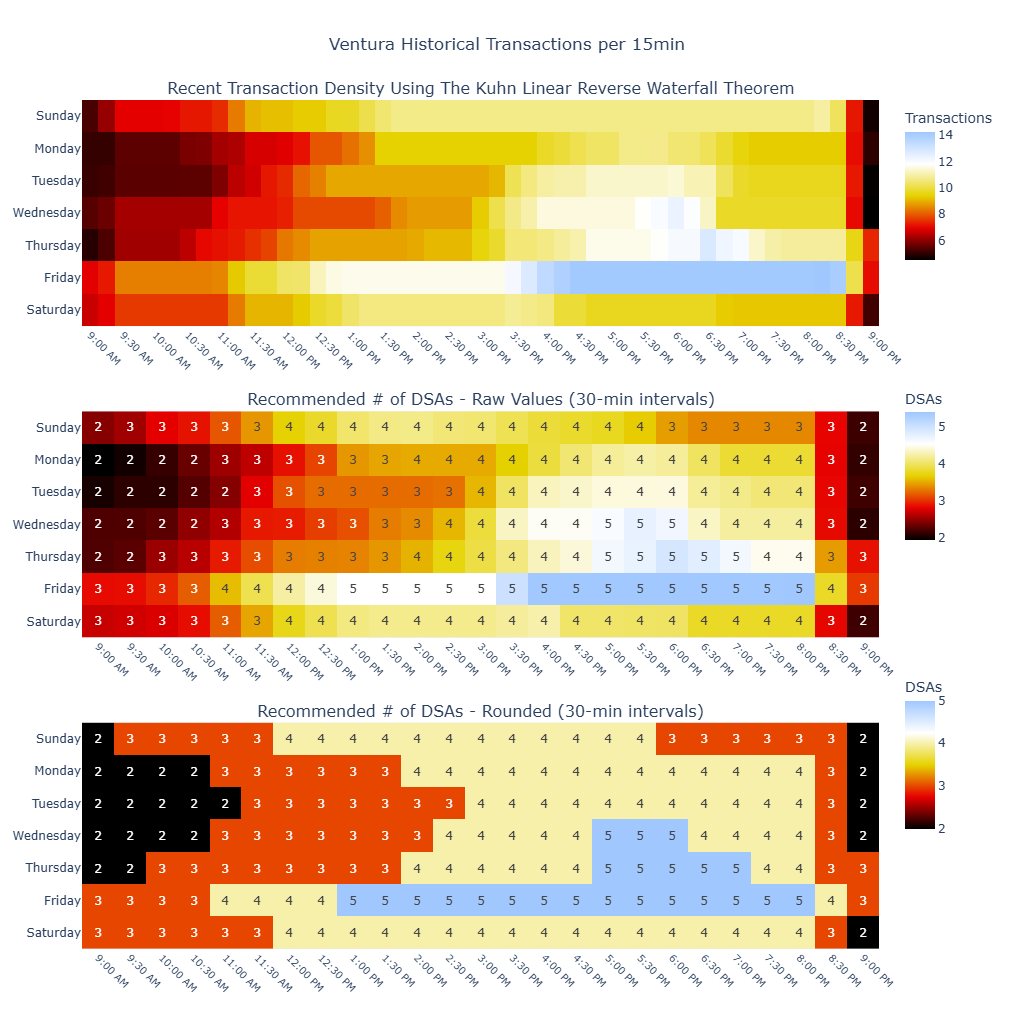 Ventura Historical Transactions per 15min
Recent Transaction Density Using The Kuhn Linear Reverse Waterfall Theorem
Sunday
Monday
Tuesday
Wednesday
Thursday
Friday
Saturday
9:00 AM 9:30 AM 10:00 AM 10:30 AM 11:00 AM 11:30 AM 12:00 PM 12:30 PM 1:00 PM 1:30 PM 2:00 PM 2:30 PM 3:00 PM 3:30 PM 4:00 PM 4:30 PM 5:00 PM 5:30 PM 6:00 PM 6:30 PM 7:00 PM 7:30 PM 8:00 PM 8:30 PM 9:00 PM
Transactions
14
12
10
8
6
Recommended # of DSAs - Raw Values (30-min intervals)
Sunday 2 3 3 3 3 3 4 4 4 4 4 4 4 4 4 4 4 4 3 3 3 3 3 3 2
Monday 2 2 2 2 3 3 3 3 3 3 4 4 4 4 4 4 4 4 4 4 4 4 4 3 2
Tuesday 2 2 2 2 2 3 3 3 3 3 3 3 4 4 4 4 4 4 4 4 4 4 4 3 2
Wednesday 2 2 2 2 3 3 3 3 3 3 3 4 4 4 4 4 5 5 5 4 4 4 4 3 2
Thursday 2 2 3 3 3 3 3 3 3 3 4 4 4 4 4 4 5 5 5 5 5 4 4 3 3
Friday 3 3 3 3 4 4 4 4 5 5 5 5 5 5 5 5 5 5 5 5 5 5 5 4 3
Saturday 3 3 3 3 3 3 4 4 4 4 4 4 4 4 4 4 4 4 4 4 4 4 4 3 2
9:00 AM 9:30 AM 10:00 AM 10:30 AM 11:00 AM 11:30 AM 12:00 PM 12:30 PM 1:00 PM 1:30 PM 2:00 PM 2:30 PM 3:00 PM 3:30 PM 4:00 PM 4:30 PM 5:00 PM 5:30 PM 6:00 PM 6:30 PM 7:00 PM 7:30 PM 8:00 PM 8:30 PM 9:00 PM
DSAs
5
4
3
2
Recommended # of DSAs - Rounded (30-min intervals)
Sunday 2 3 3 3 3 3 4 4 4 4 4 4 4 4 4 4 4 4 3 3 3 3 3 3 2
Monday 2 2 2 2 3 3 3 3 3 3 4 4 4 4 4 4 4 4 4 4 4 4 4 3 2
Tuesday 2 2 2 2 2 3 3 3 3 3 3 3 4 4 4 4 4 4 4 4 4 4 4 3 2
Wednesday 2 2 2 2 3 3 3 3 3 3 3 4 4 4 4 4 5 5 5 4 4 4 4 3 2
Thursday 2 2 3 3 3 3 3 3 3 3 4 4 4 4 4 4 5 5 5 5 5 4 4 3 3
Friday 3 3 3 3 4 4 4 4 5 5 5 5 5 5 5 5 5 5 5 5 5 5 5 4 3
Saturday 3 3 3 3 3 3 4 4 4 4 4 4 4 4 4 4 4 4 4 4 4 4 4 3 2
9:00 AM 9:30 AM 10:00 AM 10:30 AM 11:00 AM 11:30 AM 12:00 PM 12:30 PM 1:00 PM 1:30 PM 2:00 PM 2:30 PM 3:00 PM 3:30 PM 4:00 PM 4:30 PM 5:00 PM 5:30 PM 6:00 PM 6:30 PM 7:00 PM 7:30 PM 8:00 PM 8:30 PM 9:00 PM
DSAs
5
4
3
2